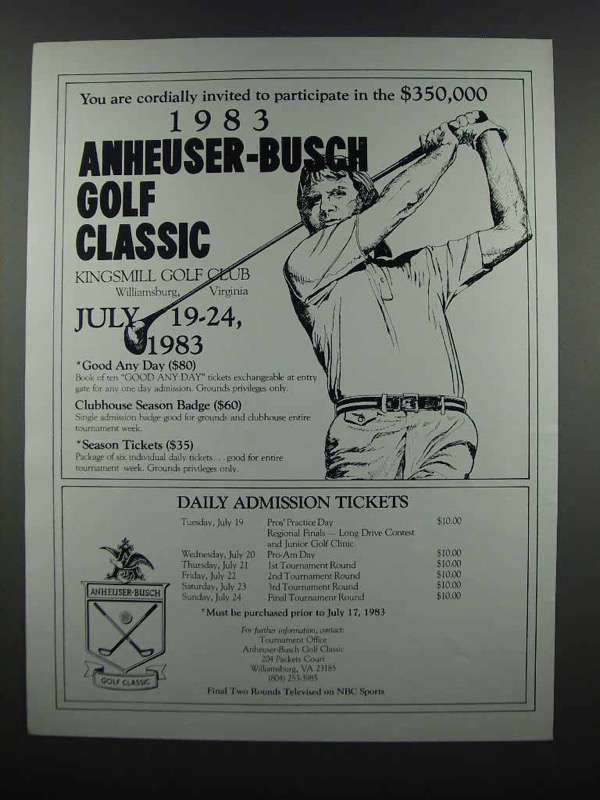 You are cordially invited to participate in the $350,000
1983
ANHEUSER-BUSCH
GOLF
CLASSIC
KINGSMILL GOLF CLUB
Williamsburg, Virginia
JULY 19-24,
1983
*Good Any Day ($80)
Book of ten "GOOD ANY DAY" tickets exchangeable at entry
gate for any one day admission. Grounds privileges only.
Clubhouse Season Badge ($60)
Single admission badge good for grounds and clubhouse entire
tournament week.
*Season Tickets ($35)
Package of six individual daily tickets . . . good for entire
tournament week. Grounds privileges only.
DAILY ADMISSION TICKETS
Tuesday, July 19 Pros' Practice Day $10.00
Regional Finals — Long Drive Contest
and Junior Golf Clinic
Wednesday, July 20 Pro-Am Day $10.00
Thursday, July 21 1st Tournament Round $10.00
Friday, July 22 2nd Tournament Round $10.00
Saturday, July 23 3rd Tournament Round $10.00
Sunday, July 24 Final Tournament Round $10.00
*Must be purchased prior to July 17, 1983
For further information, contact:
Tournament Office
Anheuser-Busch Golf Classic
204 Packets Court
Williamsburg, VA 23185
(804) 253-3985
Final Two Rounds Televised on NBC Sports
ANHEUSER-BUSCH
GOLF CLASSIC